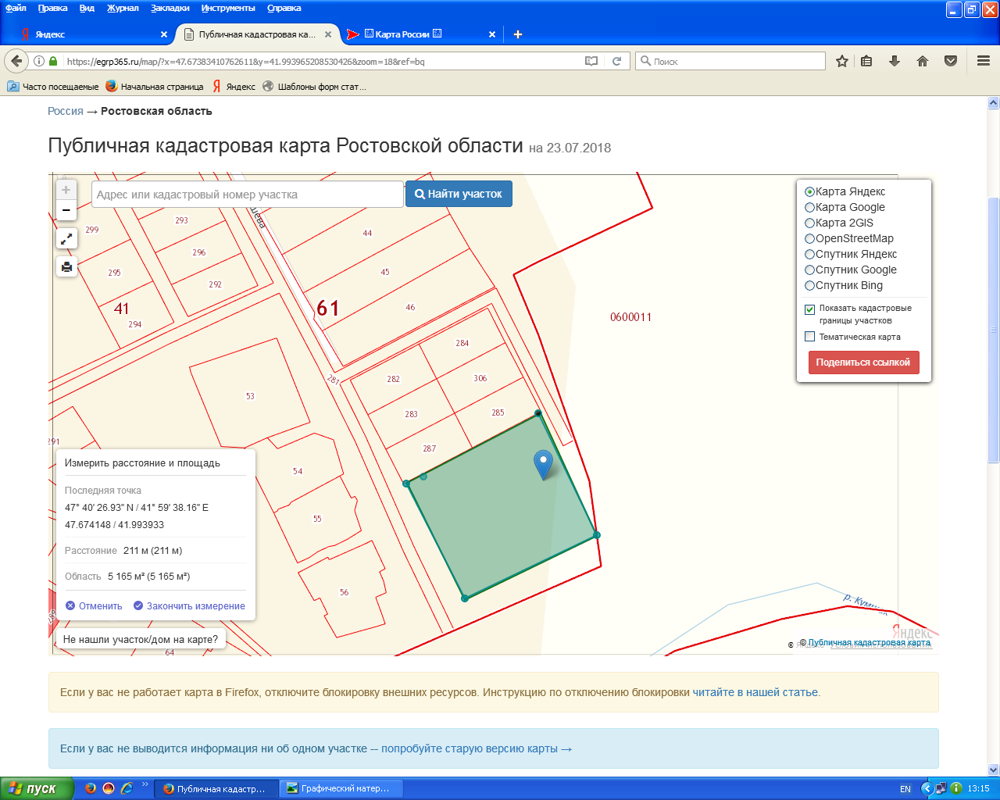 Файл Правка Вид Журнал Закладки Инструменты Справка
Яндекс
Публичная кадастровая ка...
Карта России
https://egrp365.ru/map/?x=47.67383410762611&y=41.993965208530426&zoom=18&ref=bq
Поиск
Часто посещаемые
Начальная страница
Яндекс
Шаблоны форм стат...
Россия → Ростовская область
Публичная кадастровая карта Ростовской области на 23.07.2018
Адрес или кадастровый номер участка
Найти участок
Карта Яндекс
Карта Google
Карта 2GIS
OpenStreetMap
Спутник Яндекс
Спутник Google
Спутник Bing
Показать кадастровые
границы участков
Тематическая карта
Поделиться ссылкой
299
293
44
296
295
45
292
41
61
46
294
0600011
284
281
282
306
53
283
285
291
287
54
55
56
289
64
р. Кумшак
Измерить расстояние и площадь
Последняя точка
47° 40' 26.93" N / 41° 59' 38.16" E
47.674148 / 41.993933
Расстояние 211 м (211 м)
Область 5 165 м² (5 165 м²)
Отменить
Закончить измерение
Не нашли участок/дом на карте?
Яндекс
© Публичная кадастровая карта
Если у вас не работает карта в Firefox, отключите блокировку внешних ресурсов. Инструкцию по отключению блокировки читайте в нашей статье.
Если у вас не выводится информация ни об одном участке -- попробуйте старую версию карты →
пуск
Публичная кадастр...
Графический матер...
EN
13:15